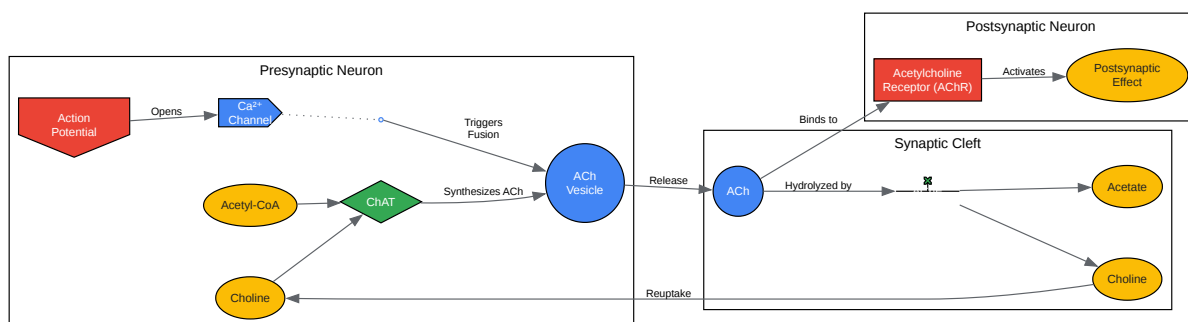 Postsynaptic Neuron
Acetylcholine
Receptor (AChR)
Activates
Postsynaptic
Effect
Presynaptic Neuron
Action
Potential
Opens
Ca²⁺
Channel
Triggers
Fusion
Binds to
Synaptic Cleft
ACh
Vesicle
Release
ACh
Hydrolyzed by
Acetate
Acetyl-CoA
ChAT
Synthesizes ACh
Choline
Reuptake
Choline